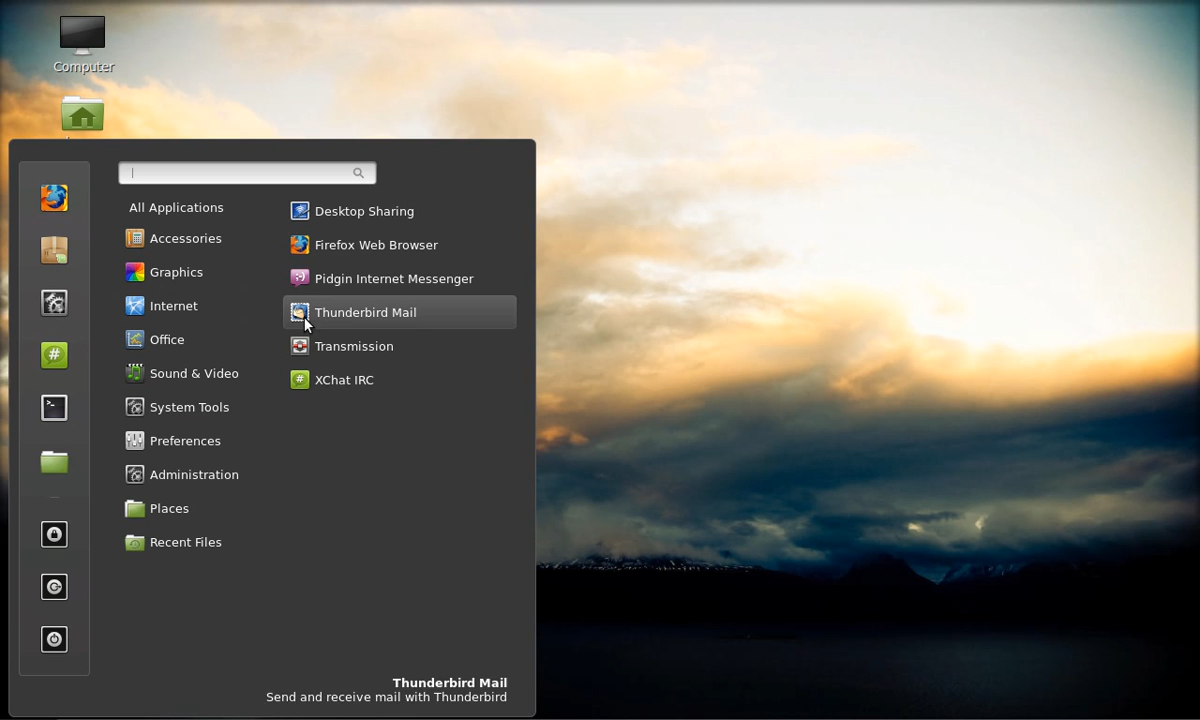 Computer
All Applications
Accessories
Graphics
Internet
Office
Sound & Video
System Tools
Preferences
Administration
Places
Recent Files
Desktop Sharing
Firefox Web Browser
Pidgin Internet Messenger
Thunderbird Mail
Transmission
XChat IRC
Thunderbird Mail
Send and receive mail with Thunderbird